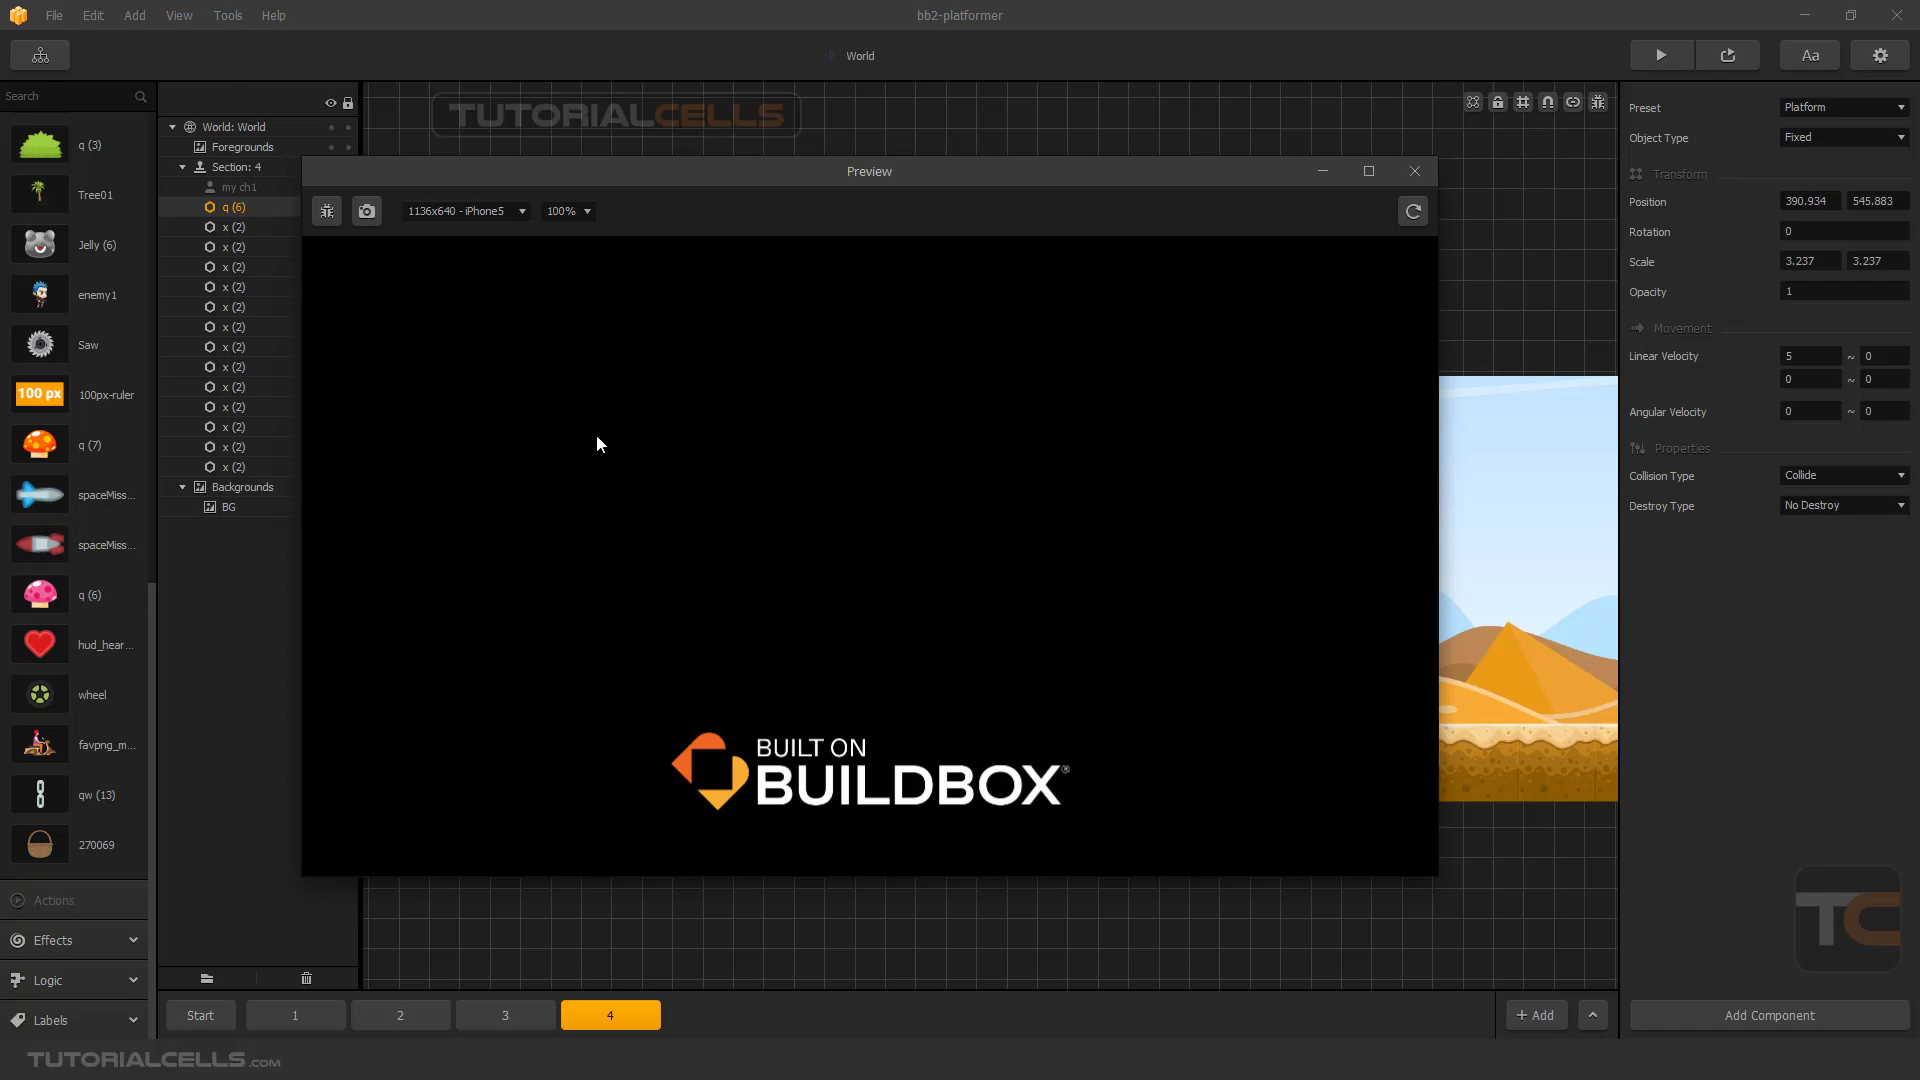 File Edit Add View Tools Help
bb2-platformer
World
Aa
Search
q (3)
Tree01
Jelly (6)
enemy1
Saw
100 px
100px-ruler
q (7)
spaceMiss...
spaceMiss...
q (6)
hud_hear...
wheel
favpng_m...
qw (13)
270069
Actions
Effects
Logic
Labels
World: World
Foregrounds
Section: 4
my ch1
q (6)
x (2)
x (2)
x (2)
x (2)
x (2)
x (2)
x (2)
x (2)
x (2)
x (2)
x (2)
x (2)
x (2)
Backgrounds
BG
TUTORIALCELLS
Preview
1136x640 - iPhone5
100%
BUILT ON
BUILDBOX®
Preset Platform
Object Type Fixed
Transform
Position 390.934 545.883
Rotation 0
Scale 3.237 3.237
Opacity 1
Movement
Linear Velocity 5 ~ 0
0 ~ 0
Angular Velocity 0 ~ 0
Properties
Collision Type Collide
Destroy Type No Destroy
TC
Start 1 2 3 4
+ Add
Add Component
TUTORIALCELLS.COM